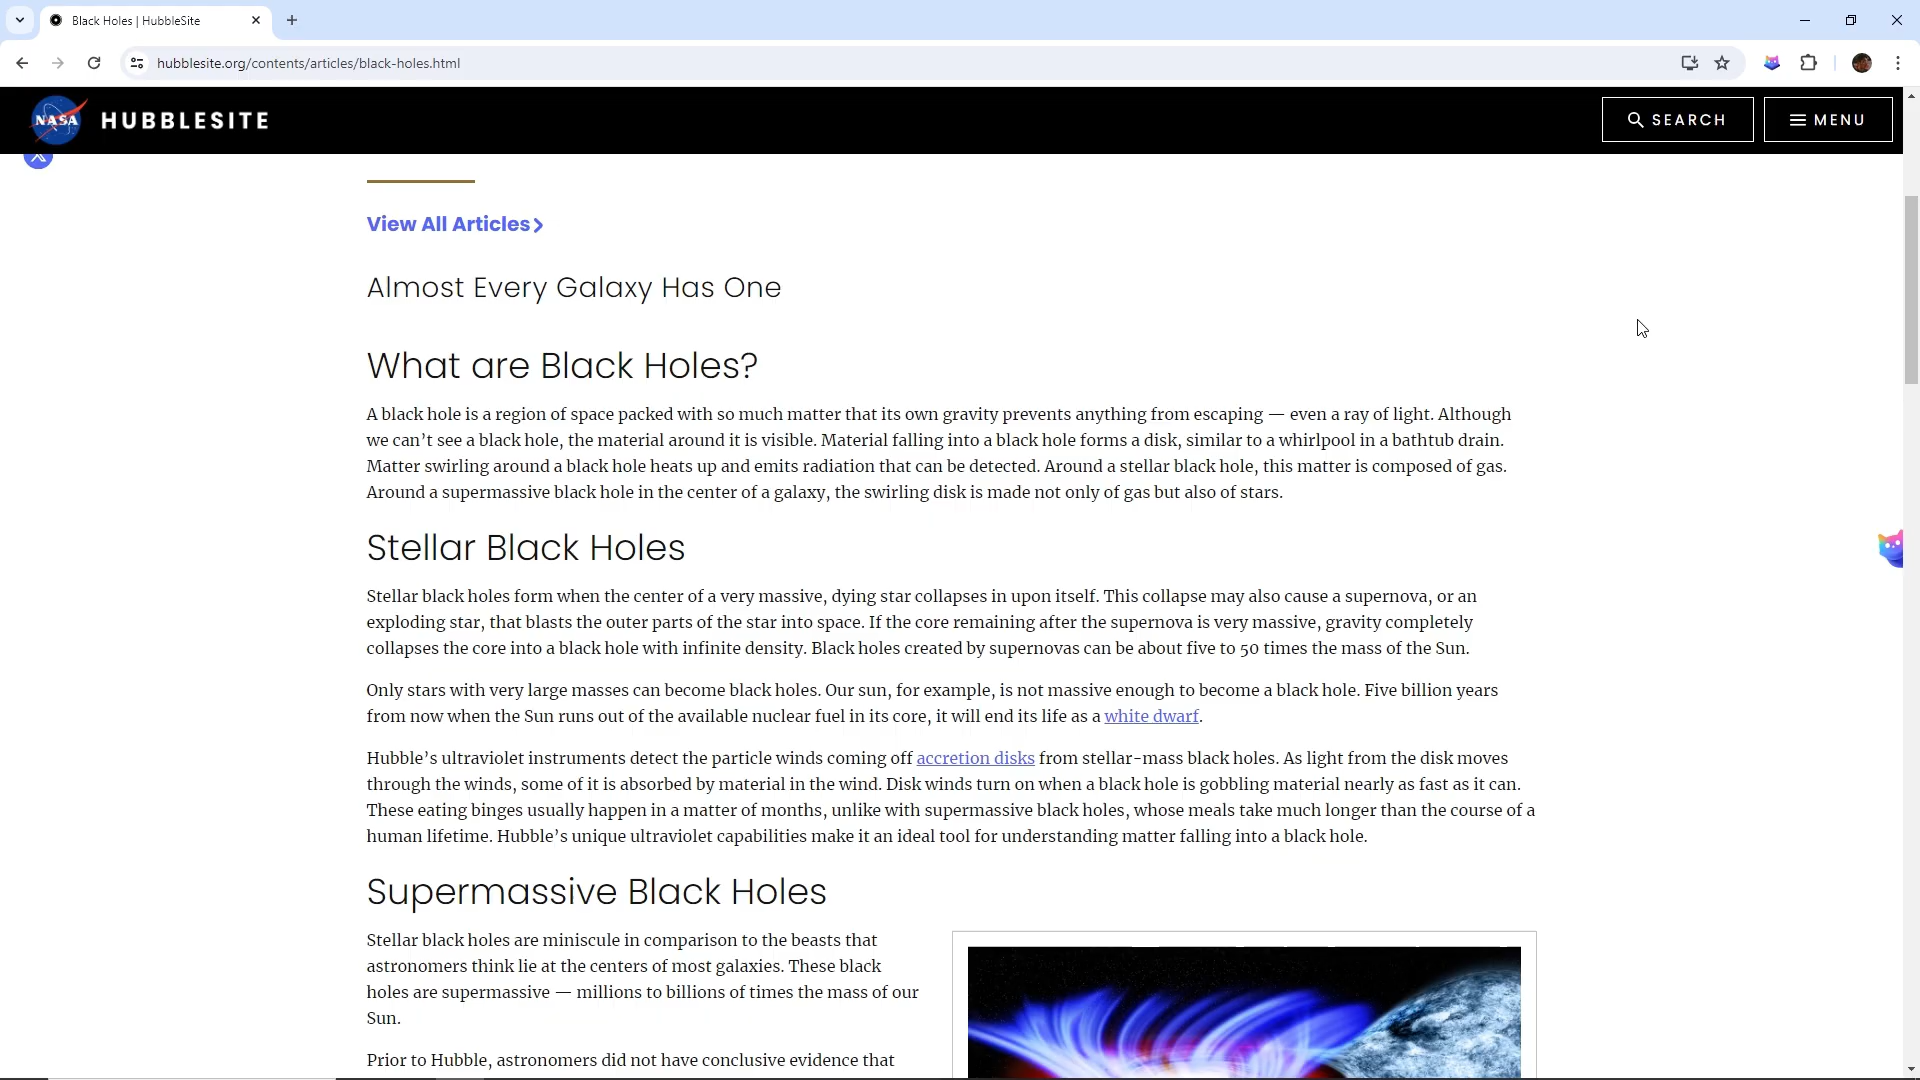 Black Holes | HubbleSite
hubblesite.org/contents/articles/black-holes.html
NASA HUBBLESITE
SEARCH
MENU
View All Articles
Almost Every Galaxy Has One
What are Black Holes?
A black hole is a region of space packed with so much matter that its own gravity prevents anything from escaping — even a ray of light. Although
we can’t see a black hole, the material around it is visible. Material falling into a black hole forms a disk, similar to a whirlpool in a bathtub drain.
Matter swirling around a black hole heats up and emits radiation that can be detected. Around a stellar black hole, this matter is composed of gas.
Around a supermassive black hole in the center of a galaxy, the swirling disk is made not only of gas but also of stars.
Stellar Black Holes
Stellar black holes form when the center of a very massive, dying star collapses in upon itself. This collapse may also cause a supernova, or an
exploding star, that blasts the outer parts of the star into space. If the core remaining after the supernova is very massive, gravity completely
collapses the core into a black hole with infinite density. Black holes created by supernovas can be about five to 50 times the mass of the Sun.
Only stars with very large masses can become black holes. Our sun, for example, is not massive enough to become a black hole. Five billion years
from now when the Sun runs out of the available nuclear fuel in its core, it will end its life as a white dwarf.
Hubble’s ultraviolet instruments detect the particle winds coming off accretion disks from stellar-mass black holes. As light from the disk moves
through the winds, some of it is absorbed by material in the wind. Disk winds turn on when a black hole is gobbling material nearly as fast as it can.
These eating binges usually happen in a matter of months, unlike with supermassive black holes, whose meals take much longer than the course of a
human lifetime. Hubble’s unique ultraviolet capabilities make it an ideal tool for understanding matter falling into a black hole.
Supermassive Black Holes
Stellar black holes are miniscule in comparison to the beasts that
astronomers think lie at the centers of most galaxies. These black
holes are supermassive — millions to billions of times the mass of our
Sun.
Prior to Hubble, astronomers did not have conclusive evidence that